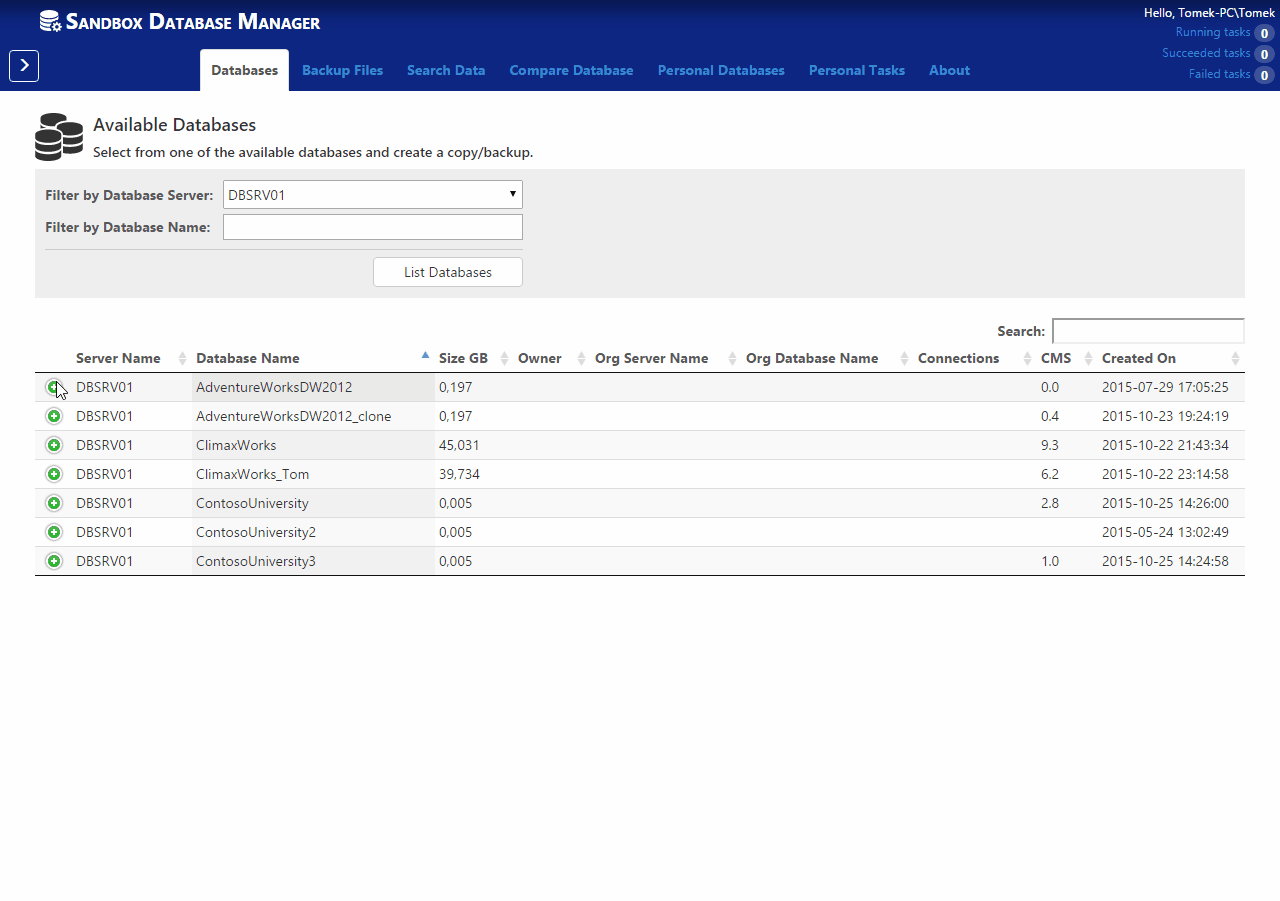 Sandbox Database Manager
Hello, Tomek-PC\Tomek
Running tasks 0
Succeeded tasks 0
Failed tasks 0
Databases Backup Files Search Data Compare Database Personal Databases Personal Tasks About
Available Databases
Select from one of the available databases and create a copy/backup.
Filter by Database Server: DBSRV01
Filter by Database Name:
List Databases
Search:
Server Name Database Name Size GB Owner Org Server Name Org Database Name Connections CMS Created On
DBSRV01 AdventureWorksDW2012 0,197 0.0 2015-07-29 17:05:25
DBSRV01 AdventureWorksDW2012_clone 0,197 0.4 2015-10-23 19:24:19
DBSRV01 ClimaxWorks 45,031 9.3 2015-10-22 21:43:34
DBSRV01 ClimaxWorks_Tom 39,734 6.2 2015-10-22 23:14:58
DBSRV01 ContosoUniversity 0,005 2.8 2015-10-25 14:26:00
DBSRV01 ContosoUniversity2 0,005 2015-05-24 13:02:49
DBSRV01 ContosoUniversity3 0,005 1.0 2015-10-25 14:24:58